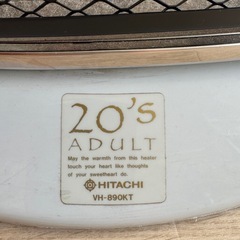 20's
ADULT
May the warmth from this heater
touch your heart like thoughts
of your sweetheart do.
HITACHI
VH-890KT